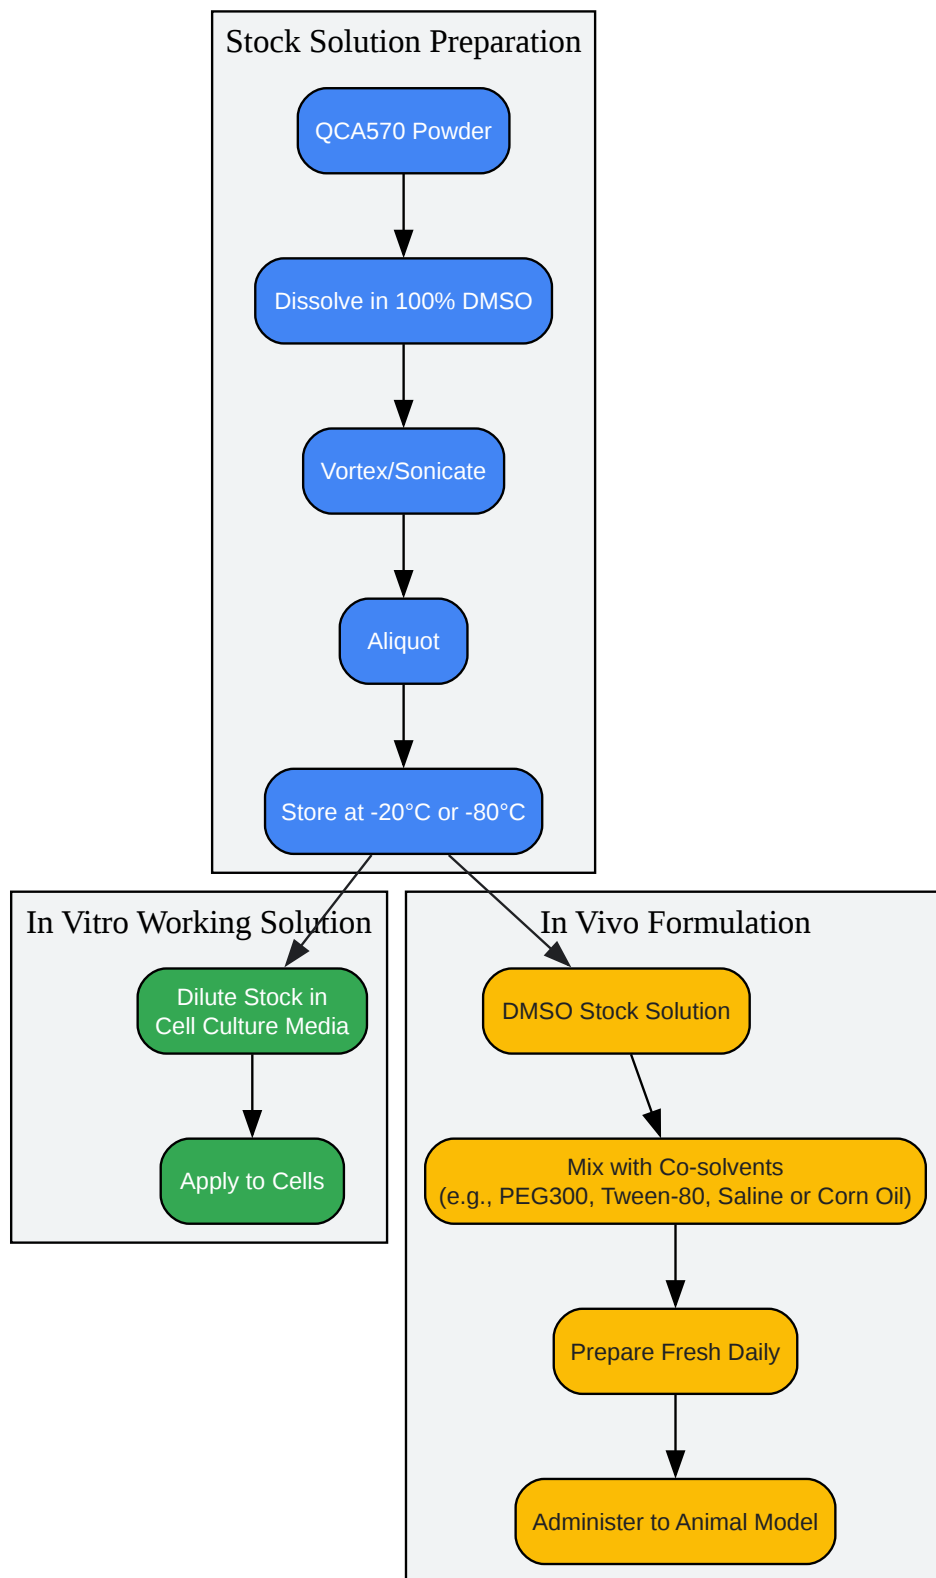 Stock Solution Preparation
QCA570 Powder
Dissolve in 100% DMSO
Vortex/Sonicate
Aliquot
Store at -20°C or -80°C
In Vitro Working Solution
Dilute Stock in
Cell Culture Media
Apply to Cells
In Vivo Formulation
DMSO Stock Solution
Mix with Co-solvents
(e.g., PEG300, Tween-80, Saline or Corn Oil)
Prepare Fresh Daily
Administer to Animal Model